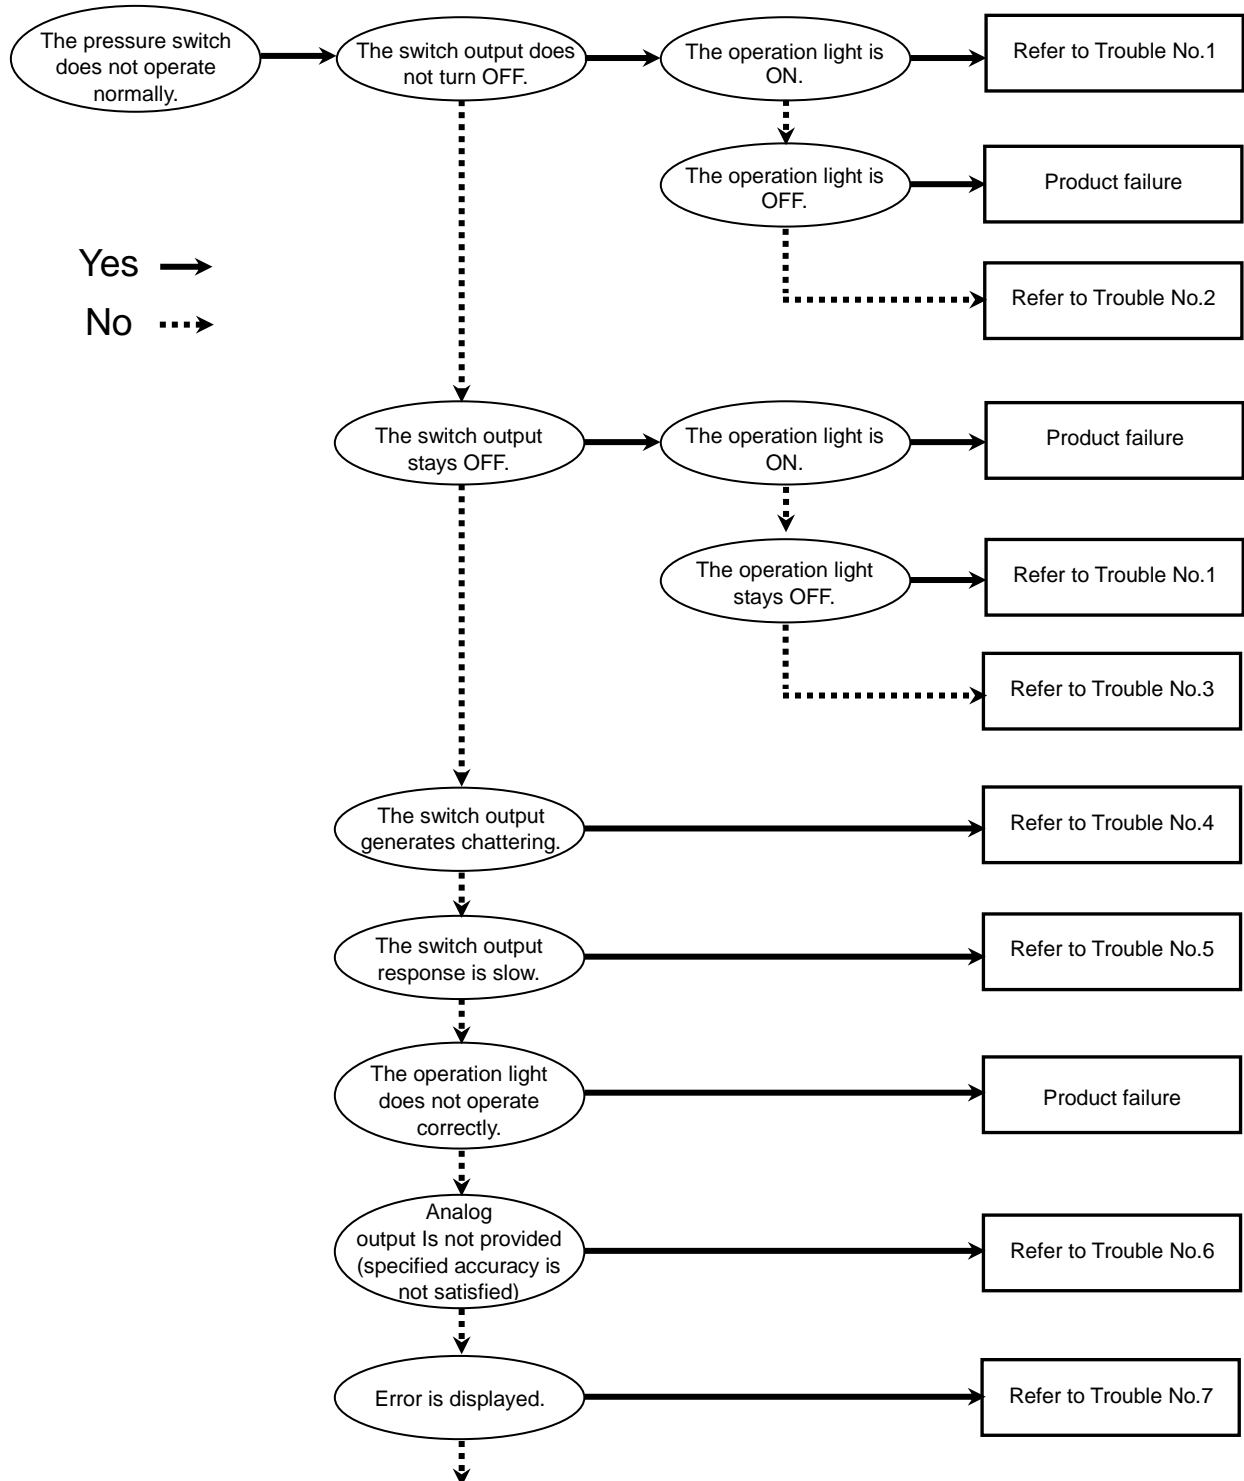 The pressure switch
does not operate
normally.
The switch output does
not turn OFF.
The operation light is
ON.
Refer to Trouble No.1
The operation light is
OFF.
Product failure
Yes
Refer to Trouble No.2
No
The switch output
stays OFF.
The operation light is
ON.
Product failure
The operation light
stays OFF.
Refer to Trouble No.1
Refer to Trouble No.3
The switch output
generates chattering.
Refer to Trouble No.4
The switch output
response is slow.
Refer to Trouble No.5
The operation light
does not operate
correctly.
Product failure
Analog
output Is not provided
(specified accuracy is
not satisfied)
Refer to Trouble No.6
Error is displayed.
Refer to Trouble No.7